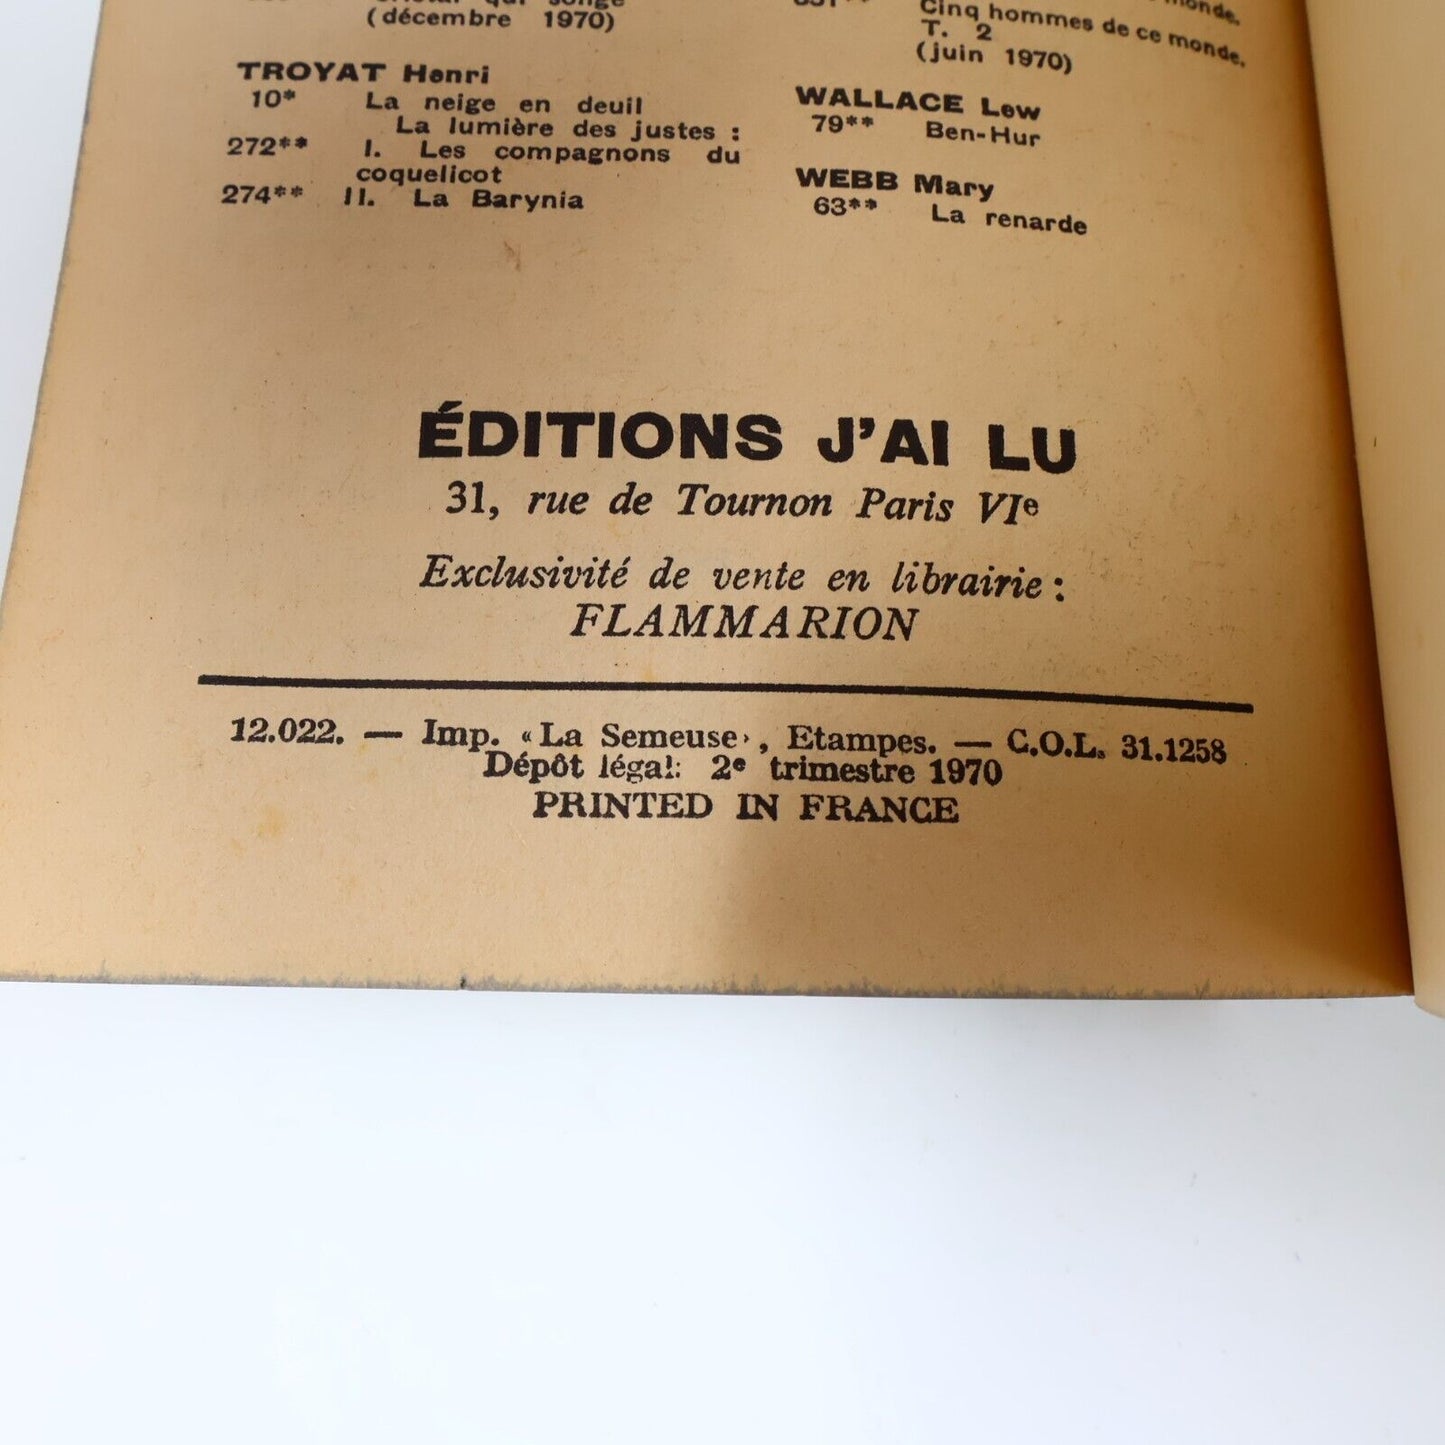 (décembre 1970)
TROYAT Henri
10* La neige en deuil
La lumière des justes :
272** I. Les compagnons du
coquelicot
274** II. La Barynia
monde.
Cinq hommes de ce monde.
T. 2
(juin 1970)
WALLACE Lew
79** Ben-Hur
WEBB Mary
63** La renarde
ÉDITIONS J'AI LU
31, rue de Tournon Paris VIe
Exclusivité de vente en librairie :
FLAMMARION
12.022. — Imp. « La Semeuse », Etampes. — C.O.L. 31.1258
Dépôt légal: 2e trimestre 1970
PRINTED IN FRANCE